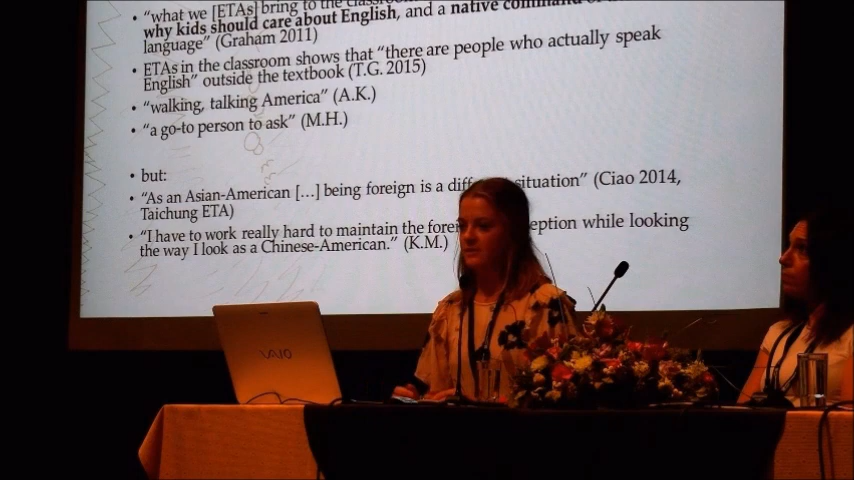 • “what we [ETAs] bring to the
why kids should care about English, and a native command
language” (Graham 2011)
• ETAs in the classroom shows that “there are people who actually speak
English” outside the textbook (T.G. 2015)
• “walking, talking America” (A.K.)
• “a go-to person to ask” (M.H.)
• but:
• “As an Asian-American [...] being foreign is a situation” (Ciao 2014,
Taichung ETA)
• “I have to work really hard to maintain the while looking
the way I look as a Chinese-American.” (K.M.)
VAIO